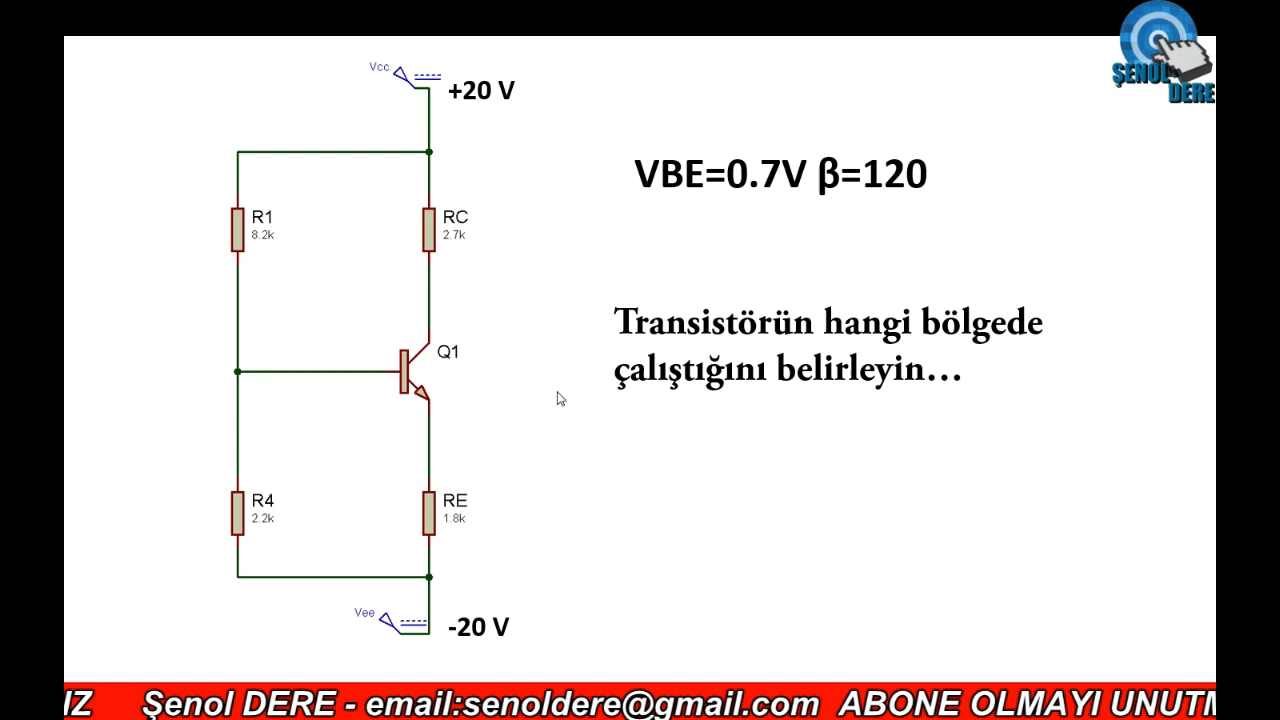 ŞENOL
DERE
Vcc
+20 V
VBE=0.7V β=120
R1
8.2k
RC
2.7k
Transistörün hangi bölgede
çalıştığını belirleyin...
Q1
R4
2.2k
RE
1.8k
Vee
-20 V
IZ Şenol DERE - email:senoldere@gmail.com ABONE OLMAYI UNUTM